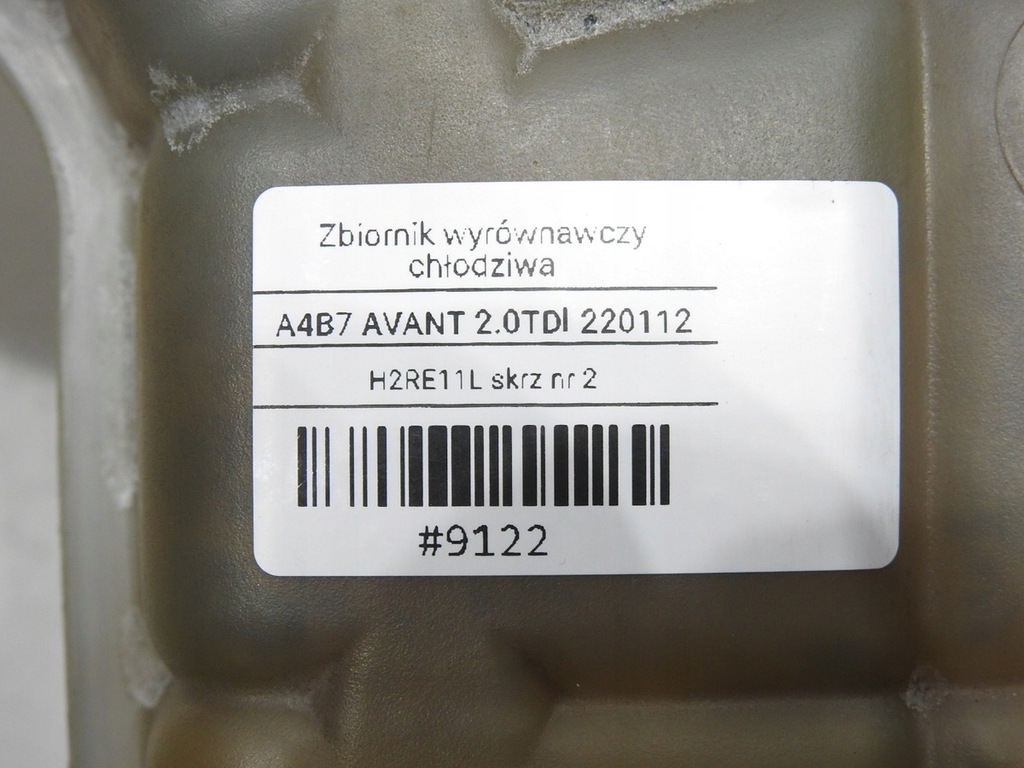 Zbiornik wyrównawczy
chłodziwa
A4B7 AVANT 2.0TDI 220112
H2RE11L skrz nr 2
#9122